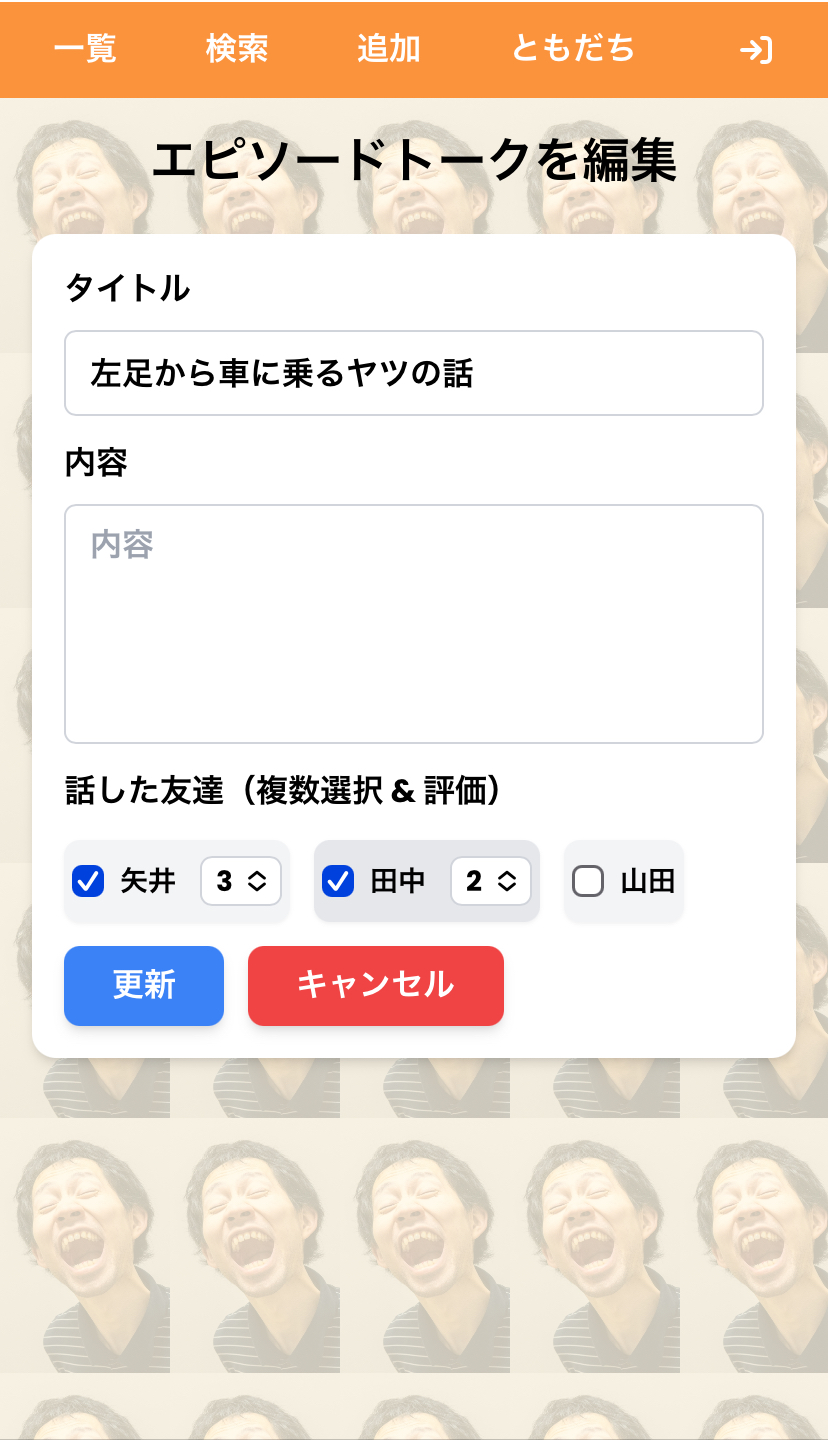 一覧 検索 追加 ともだち
エピソードトークを編集
タイトル
左足から車に乗るヤツの話
内容
内容
話した友達（複数選択 & 評価）
矢井 3 田中 2 山田
更新 キャンセル